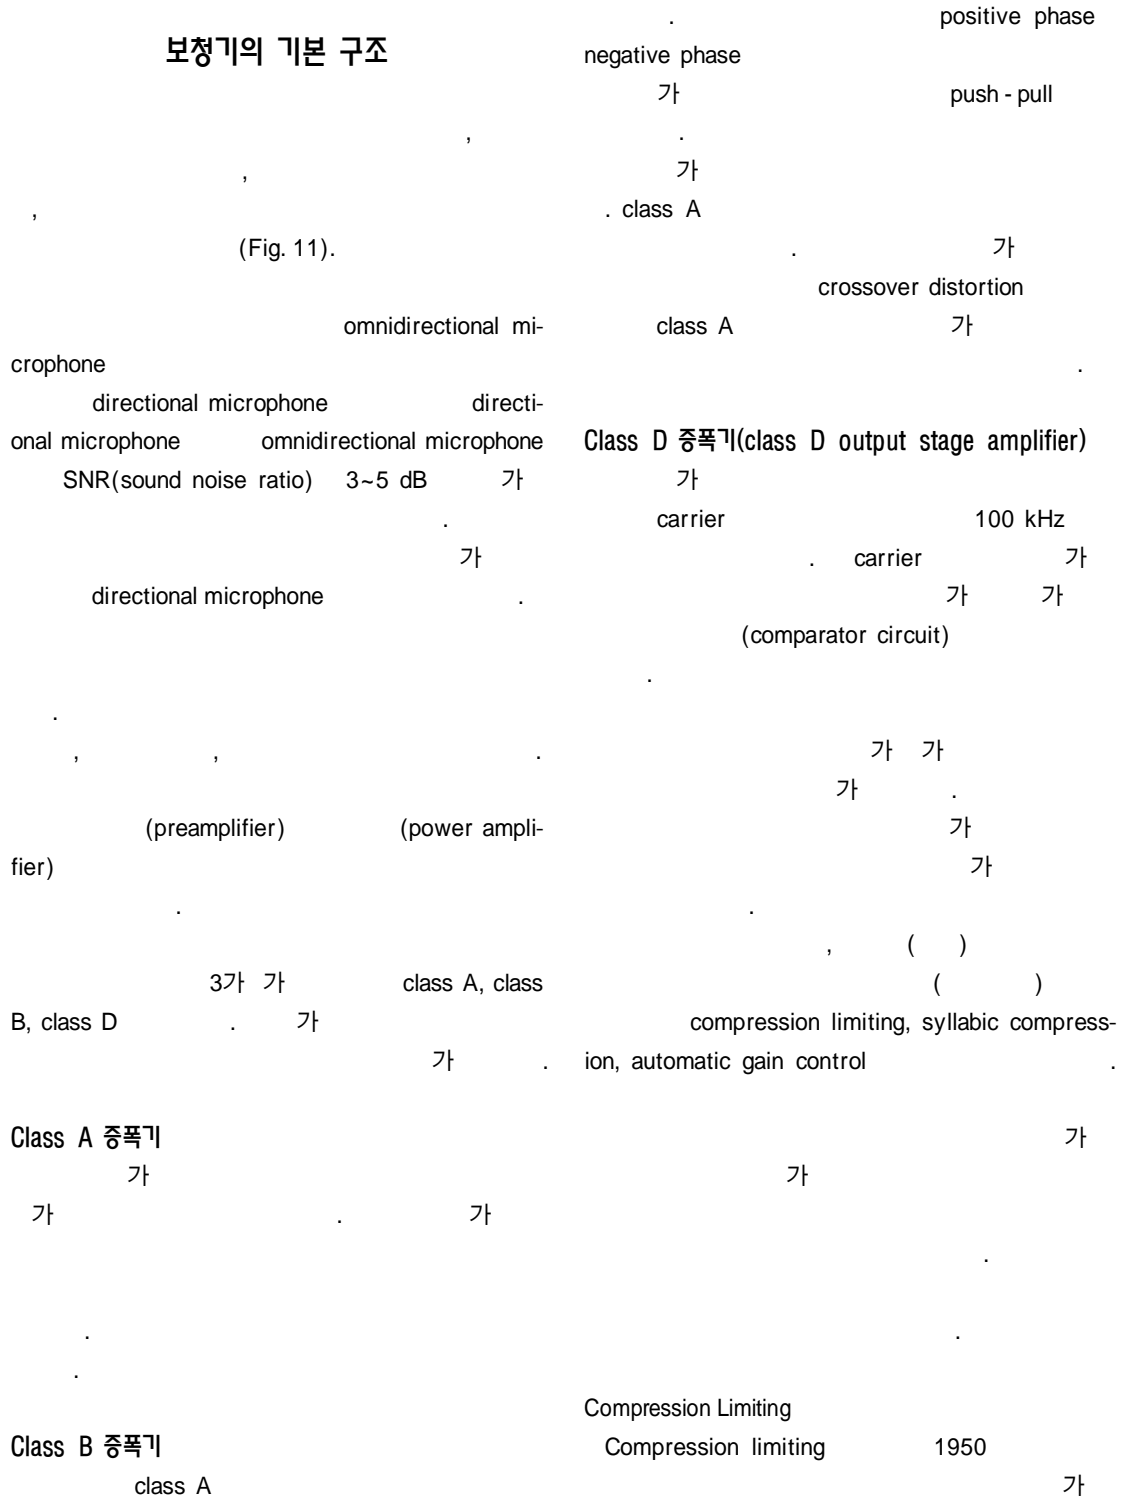 보청기의 기본 구조
,
,
,
(Fig. 11).
omnidirectional mi-
crophone
directional microphone directi-
onal microphone omnidirectional microphone
SNR(sound noise ratio) 3~5 dB 가
.
가
directional microphone .
.
, , .
(preamplifier) (power ampli-
fier)
.
3가 가 class A, class
B, class D . 가
가 .
Class A 증폭기
가
가 . 가
.
.
Class B 증폭기
class A
. positive phase
negative phase
가 push-pull
.
가
. class A
. 가
crossover distortion
class A 가
.
Class D 증폭기(class D output stage amplifier)
가
carrier 100 kHz
. carrier 가
가 가
(comparator circuit)
.
가 가
가 .
가
가
.
, ( )
( )
compression limiting, syllabic compress-
ion, automatic gain control .
가
가
.
.
Compression Limiting
Compression limiting 1950
가